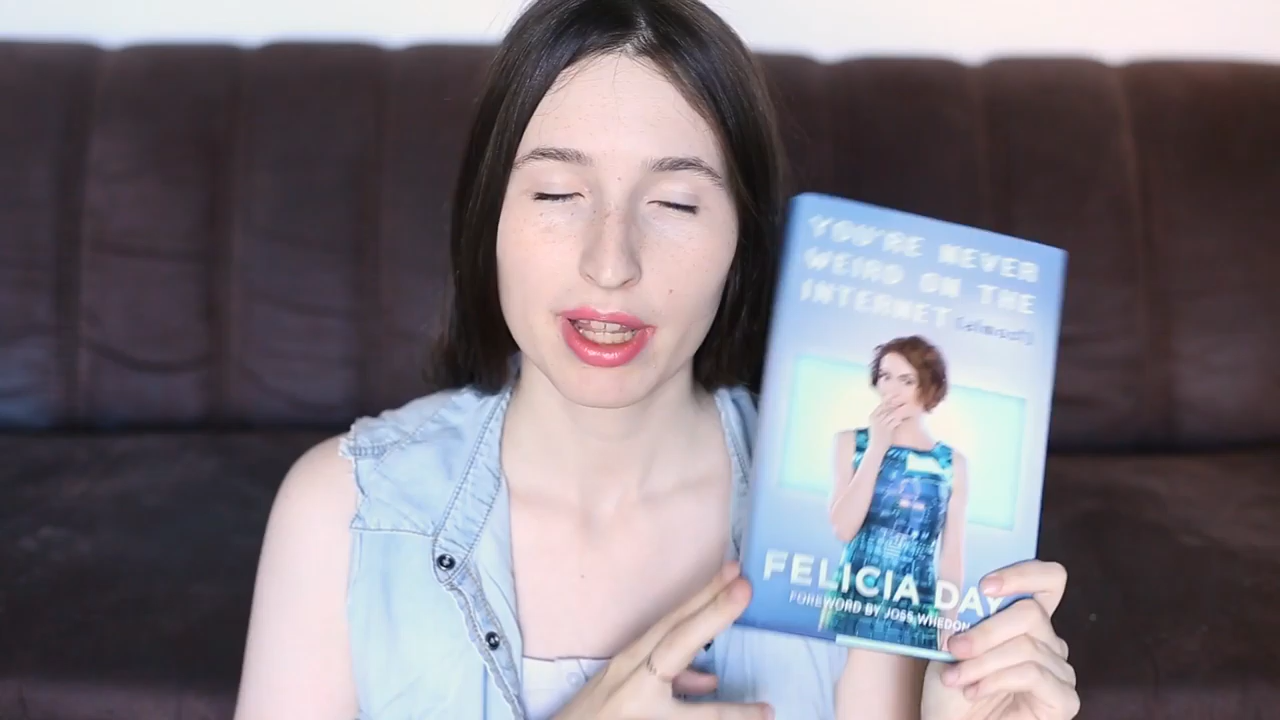 YOU'RE NEVER
WEIRD ON THE
INTERNET (almost)
FELICIA DAY
FOREWORD BY JOSS WHEDON